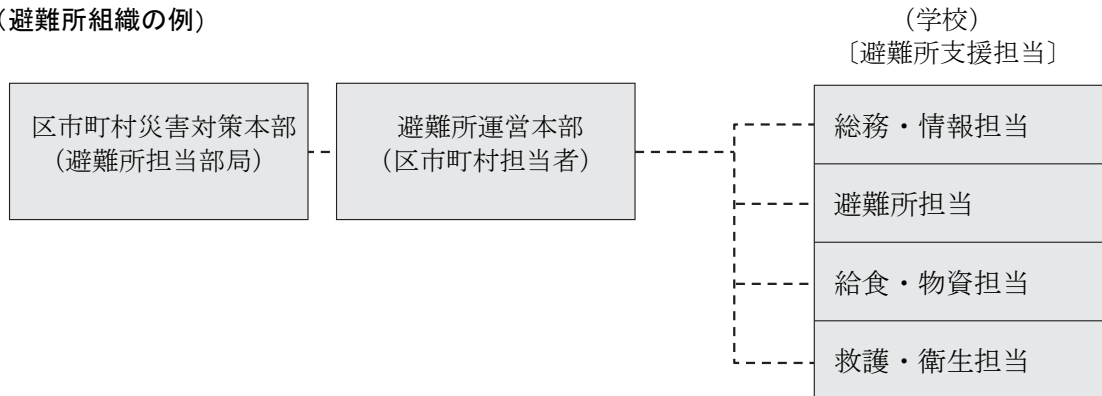 （避難所組織の例）
（学校）
〔避難所支援担当〕
区市町村災害対策本部
（避難所担当部局）
避難所運営本部
（区市町村担当者）
総務・情報担当
避難所担当
給食・物資担当
救護・衛生担当